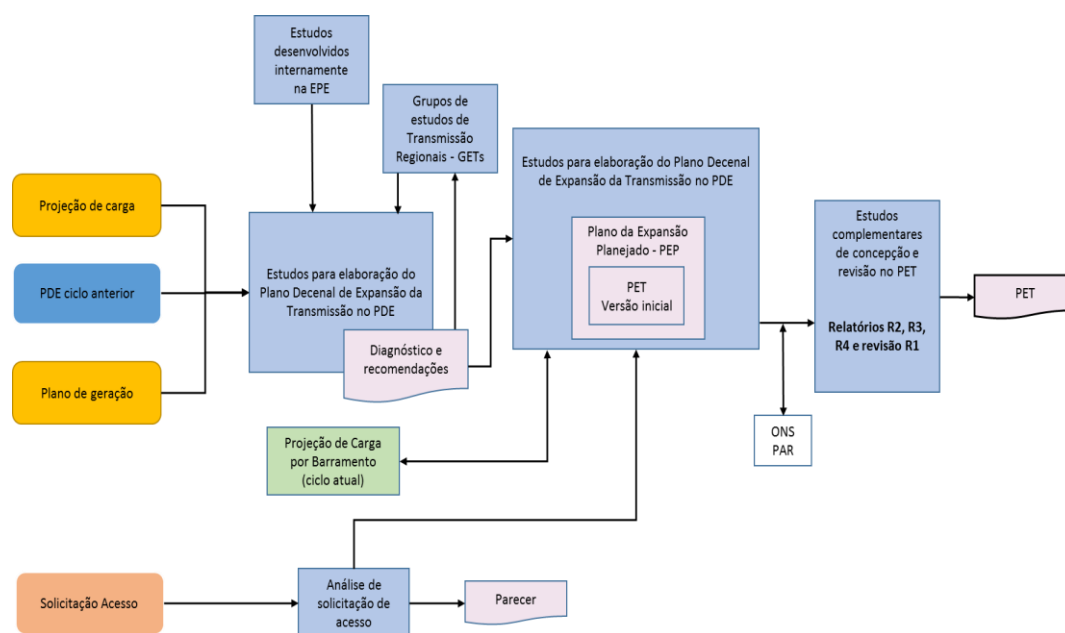 Estudos
desenvolvidos
internamente
na EPE
Grupos de
estudos de
Transmissão
Regionais - GETs
Projeção de carga
PDE ciclo anterior
Plano de geração
Estudos para elaboração do
Plano Decenal de Expansão da
Transmissão no PDE
Diagnóstico e
recomendações
Estudos para elaboração do Plano Decenal
de Expansão da Transmissão no PDE
Plano da Expansão
Planejado - PEP
PET
Versão inicial
Estudos
complementares
de concepção e
revisão no PET
Relatórios R2, R3,
R4 e revisão R1
PET
ONS
PAR
Projeção de Carga
por Barramento
(ciclo atual)
Solicitação Acesso
Análise de
solicitação de
acesso
Parecer